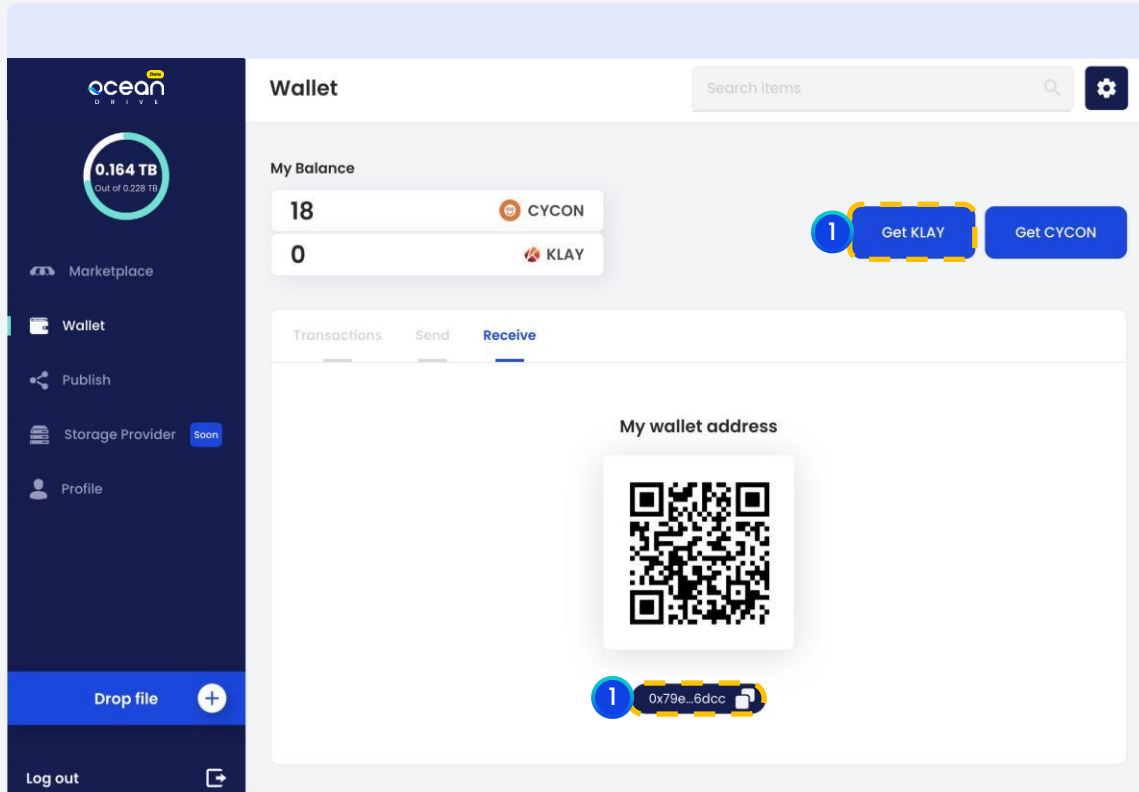 Beta
ocean
DRIVE
Wallet
Search items
0.164 TB
Out of 0.228 TB
My Balance
18 CYCON
0 KLAY
1
Get KLAY
Get CYCON
Marketplace
Wallet
Publish
Storage Provider Soon
Profile
Transactions Send Receive
My wallet address
1
0x79e...6dcc
Drop file
Log out